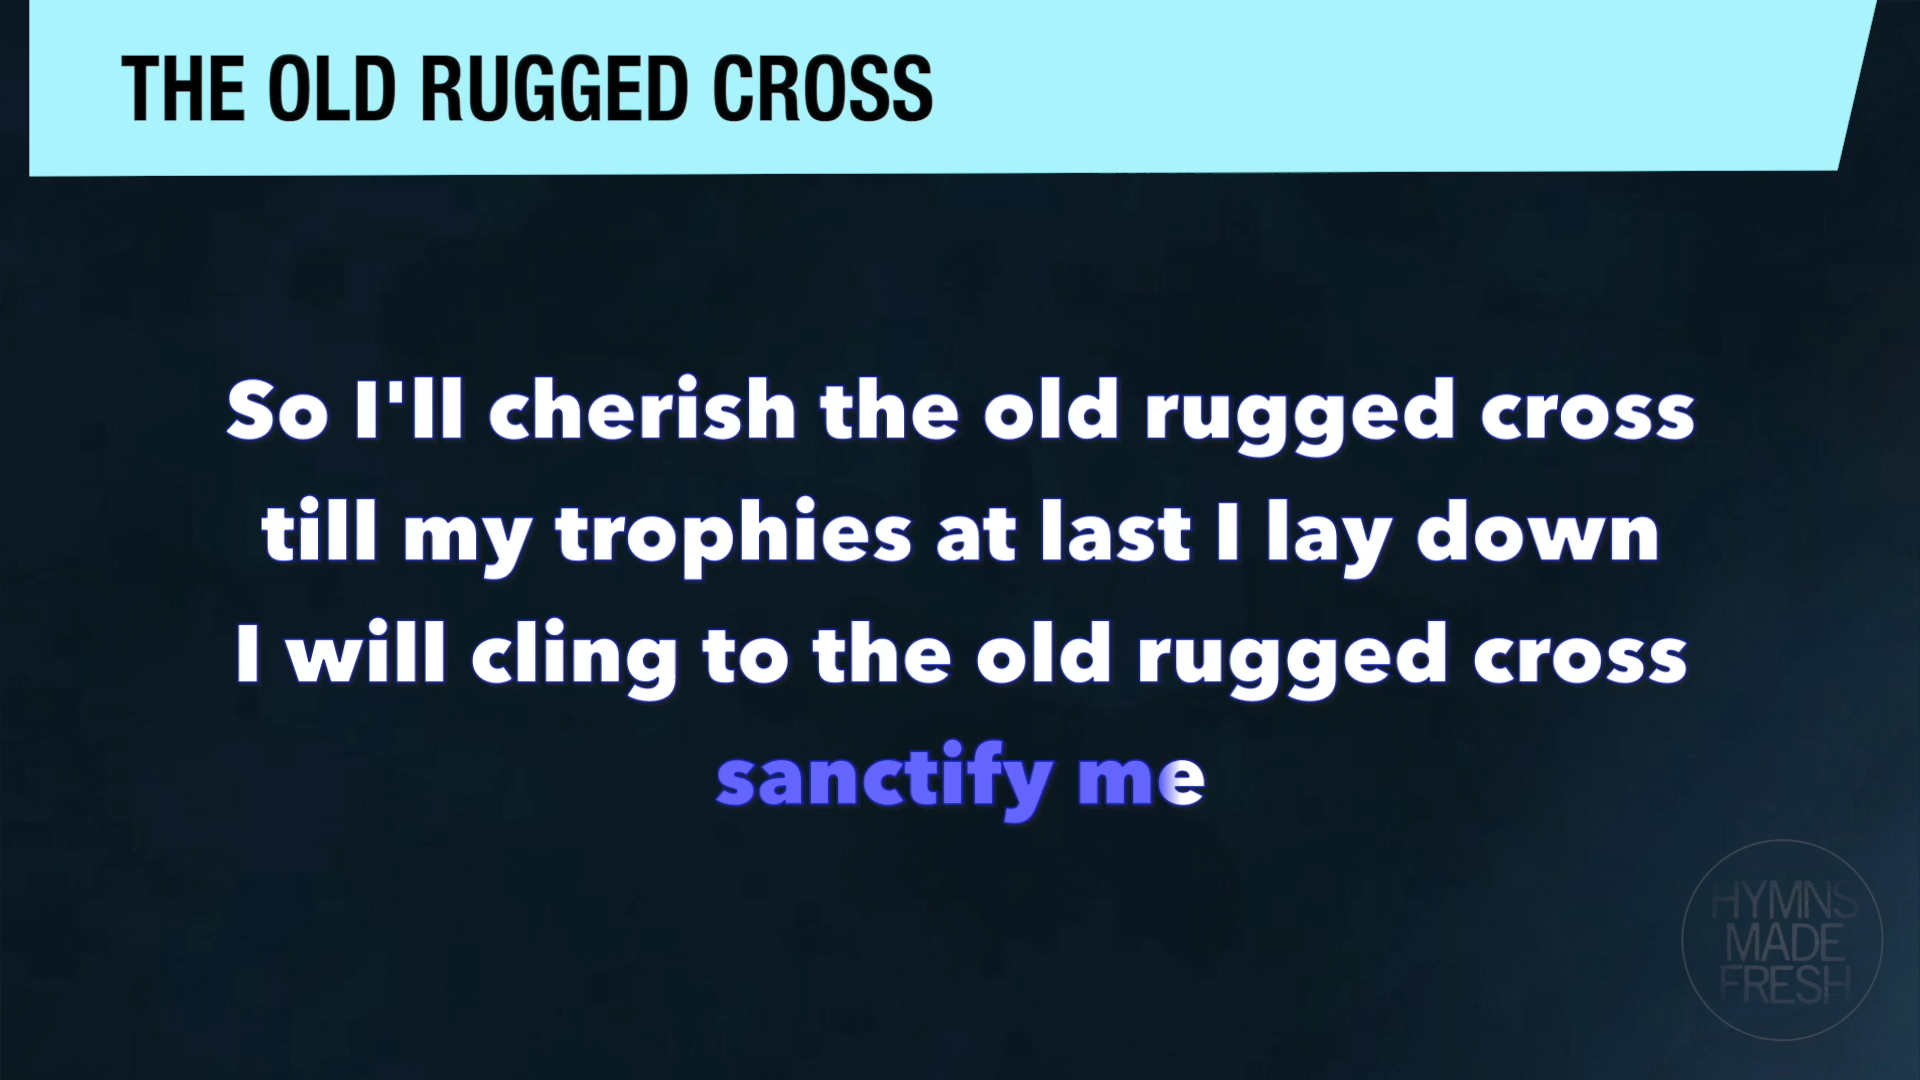 THE OLD RUGGED CROSS
So I'll cherish the old rugged cross
till my trophies at last I lay down
I will cling to the old rugged cross
sanctify me
HYMNS
MADE
FRESH